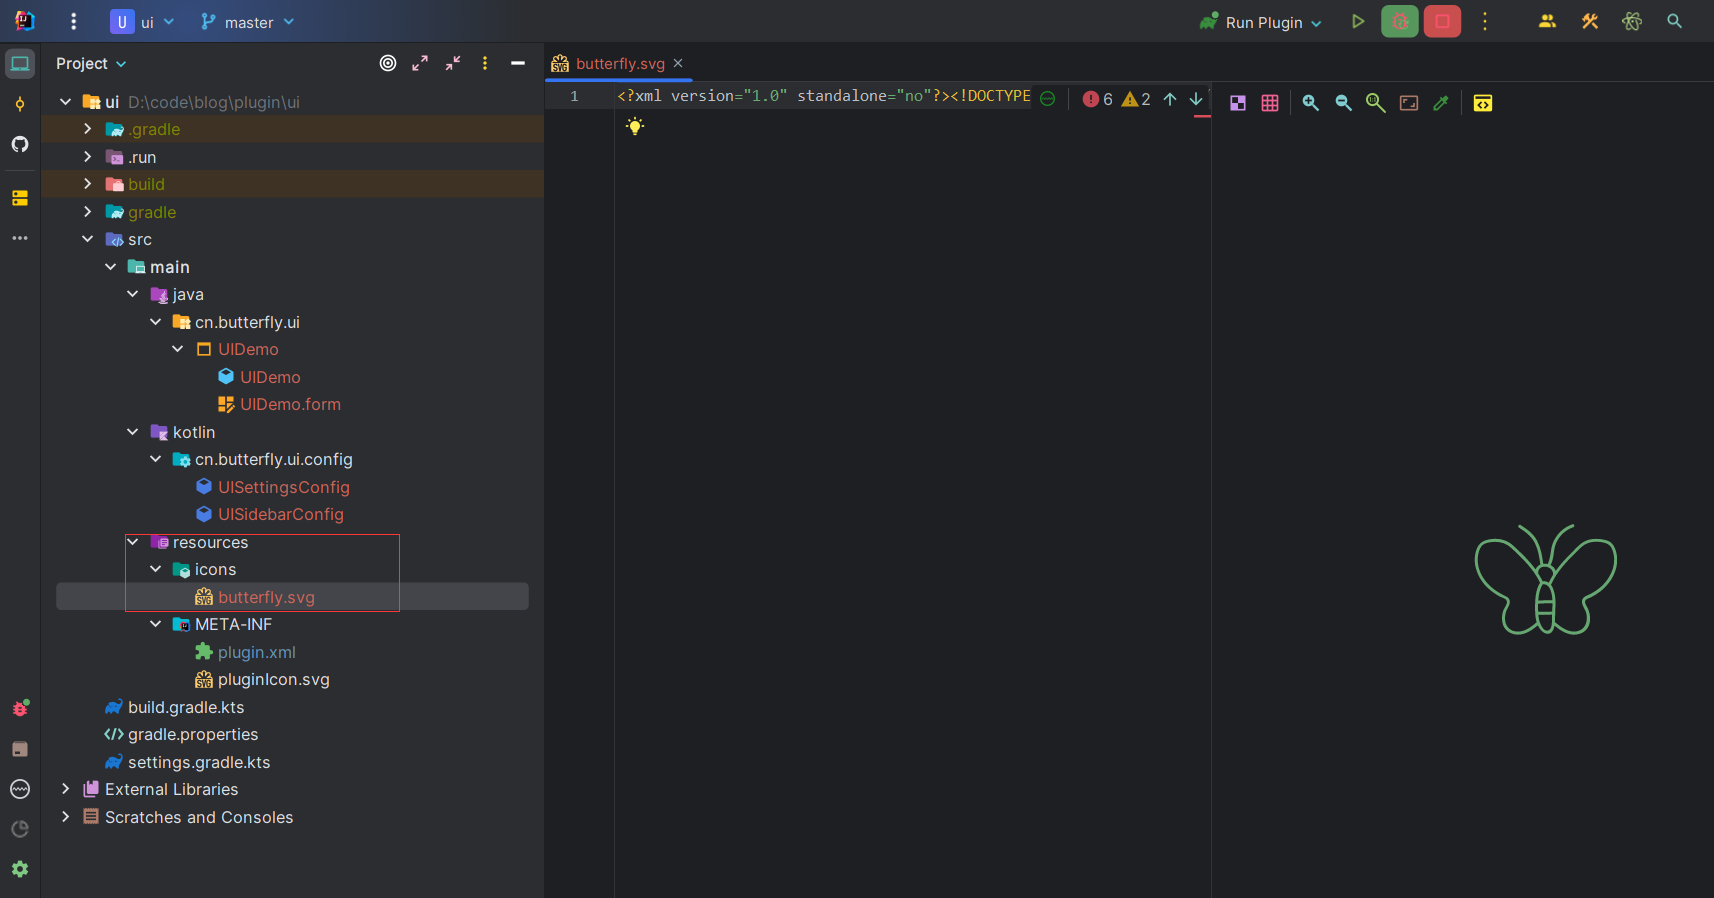 U ui master Run Plugin
Project
butterfly.svg
ui D:\code\blog\plugin\ui
1 <?xml version="1.0" standalone="no"?><!DOCTYPE 6 2
.gradle
.run
build
gradle
src
main
java
cn.butterfly.ui
UIDemo
UIDemo
UIDemo.form
kotlin
cn.butterfly.ui.config
UISettingsConfig
UISidebarConfig
resources
icons
SVG butterfly.svg
META-INF
plugin.xml
SVG pluginIcon.svg
build.gradle.kts
gradle.properties
settings.gradle.kts
External Libraries
Scratches and Consoles